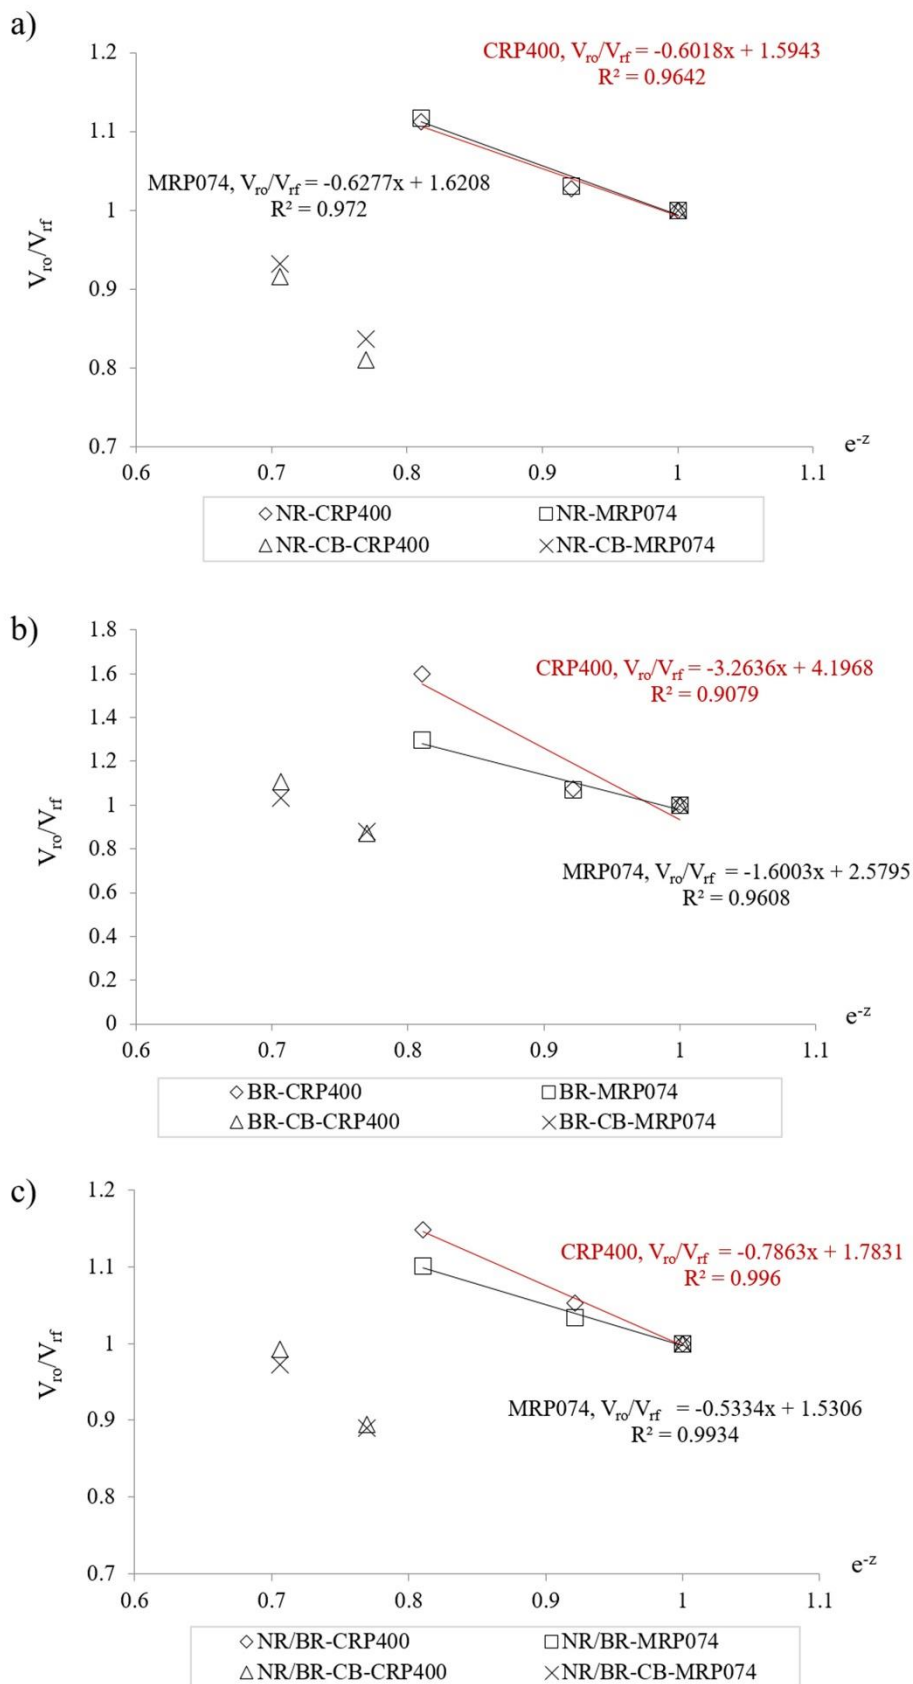 a)
CRP400, Vro/Vrf = -0.6018x + 1.5943
R² = 0.9642
MRP074, Vro/Vrf = -0.6277x + 1.6208
R² = 0.972
Vro/Vrf
1.2
1.1
1
0.9
0.8
0.7
0.6 0.7 0.8 0.9 1 1.1
e-z
◇ NR-CRP400 □ NR-MRP074
△ NR-CB-CRP400 × NR-CB-MRP074
b)
CRP400, Vro/Vrf = -3.2636x + 4.1968
R² = 0.9079
MRP074, Vro/Vrf = -1.6003x + 2.5795
R² = 0.9608
Vro/Vrf
1.8
1.6
1.4
1.2
1
0.8
0.6
0.4
0.2
0
0.6 0.7 0.8 0.9 1 1.1
e-z
◇ BR-CRP400 □ BR-MRP074
△ BR-CB-CRP400 × BR-CB-MRP074
c)
CRP400, Vro/Vrf = -0.7863x + 1.7831
R² = 0.996
MRP074, Vro/Vrf = -0.5334x + 1.5306
R² = 0.9934
Vro/Vrf
1.2
1.1
1
0.9
0.8
0.7
0.6 0.7 0.8 0.9 1 1.1
e-z
◇ NR/BR-CRP400 □ NR/BR-MRP074
△ NR/BR-CB-CRP400 × NR/BR-CB-MRP074